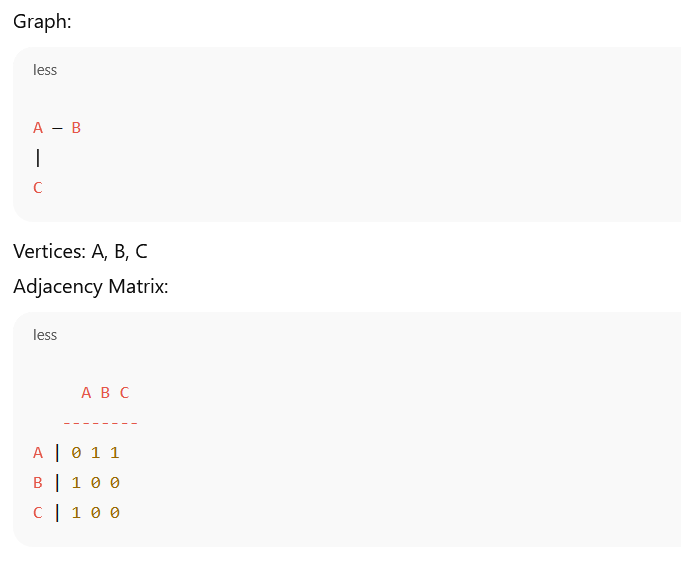 Graph:
less
A — B
|
C
Vertices: A, B, C
Adjacency Matrix:
less
     A B C
   --------
A | 0 1 1
B | 1 0 0
C | 1 0 0